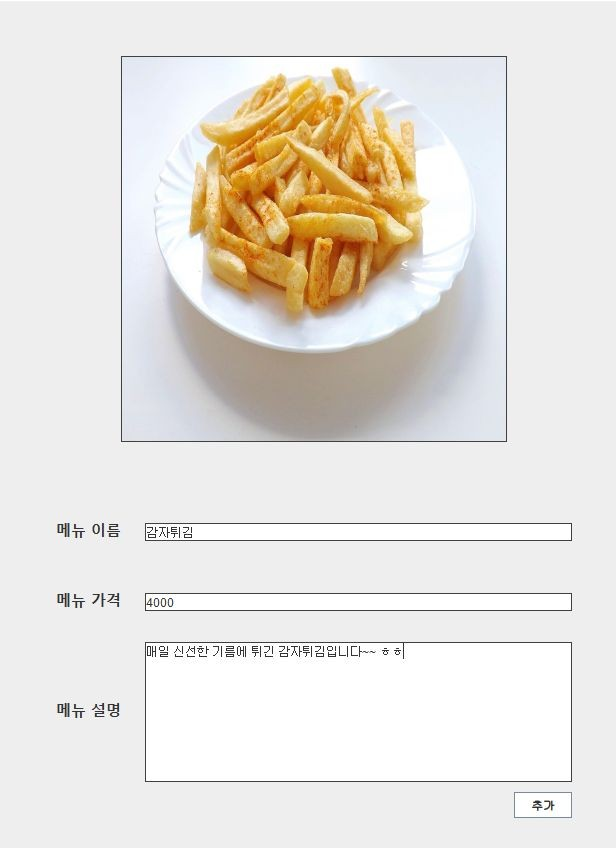 메뉴 이름
감자튀김
메뉴 가격
4000
메뉴 설명
매일 신선한 기름에 튀긴 감자튀김입니다~~ ㅎㅎ
추가